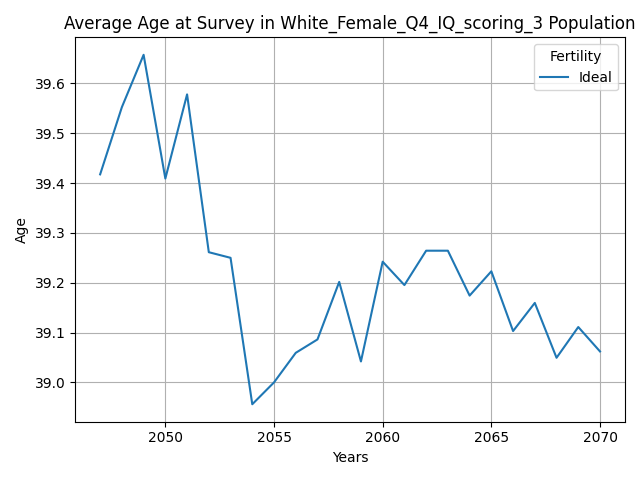 Average Age at Survey in White_Female_Q4_IQ_scoring_3 Population
Fertility
Ideal
39.6
39.5
39.4
39.3
39.2
39.1
39.0
Age
2050
2055
2060
2065
2070
Years